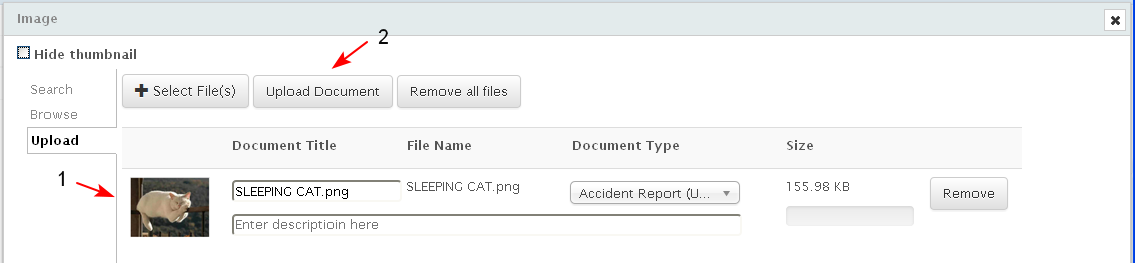 Image
2
Hide thumbnail
Search
Browse
Upload
Select File(s)
Upload Document
Remove all files
Document Title
File Name
Document Type
Size
1
SLEEPING CAT.png
SLEEPING CAT.png
Accident Report (U...
155.98 KB
Remove
Enter descriptioin here